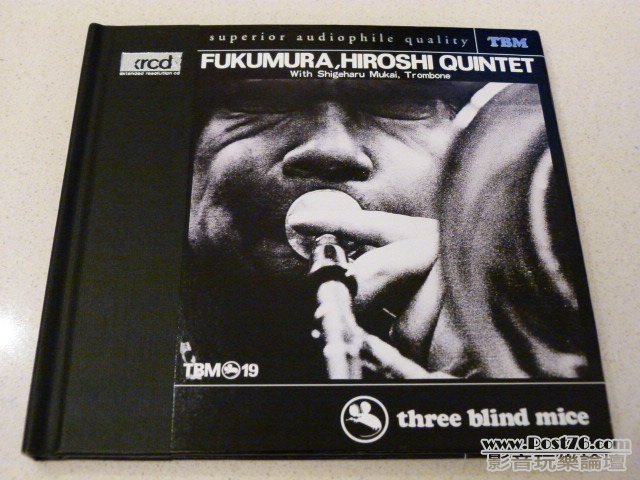 superior audiophile quality TBM
xrcd
extended resolution cd
FUKUMURA,HIROSHI QUINTET
With Shigeharu Mukai, Trombone
TBM 19
three blind mice
www.Post76.com
影音玩樂論壇